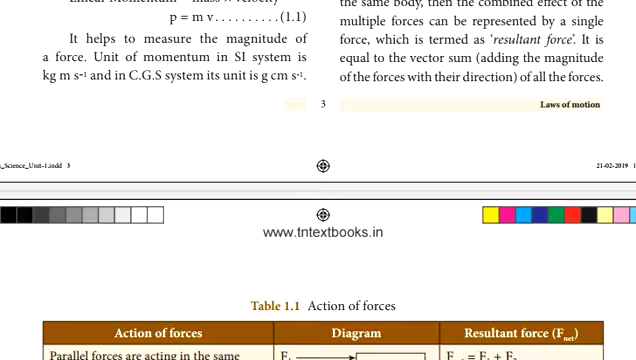 Linear Momentum = mass × velocity
p = m v . . . . . . . . . . (1.1)
It helps to measure the magnitude of
a force. Unit of momentum in SI system is
kg m s⁻¹ and in C.G.S system its unit is g cm s⁻¹.
the same body, then the combined effect of the
multiple forces can be represented by a single
force, which is termed as ‘resultant force’. It is
equal to the vector sum (adding the magnitude
of the forces with their direction) of all the forces.
3
Laws of motion
_Science_Unit-1.indd 3
21-02-2019 1
www.tntextbooks.in
Table 1.1 Action of forces
Action of forces Diagram Resultant force (Fnet)
Parallel forces are acting in the same F₁ = F₁ + F₂